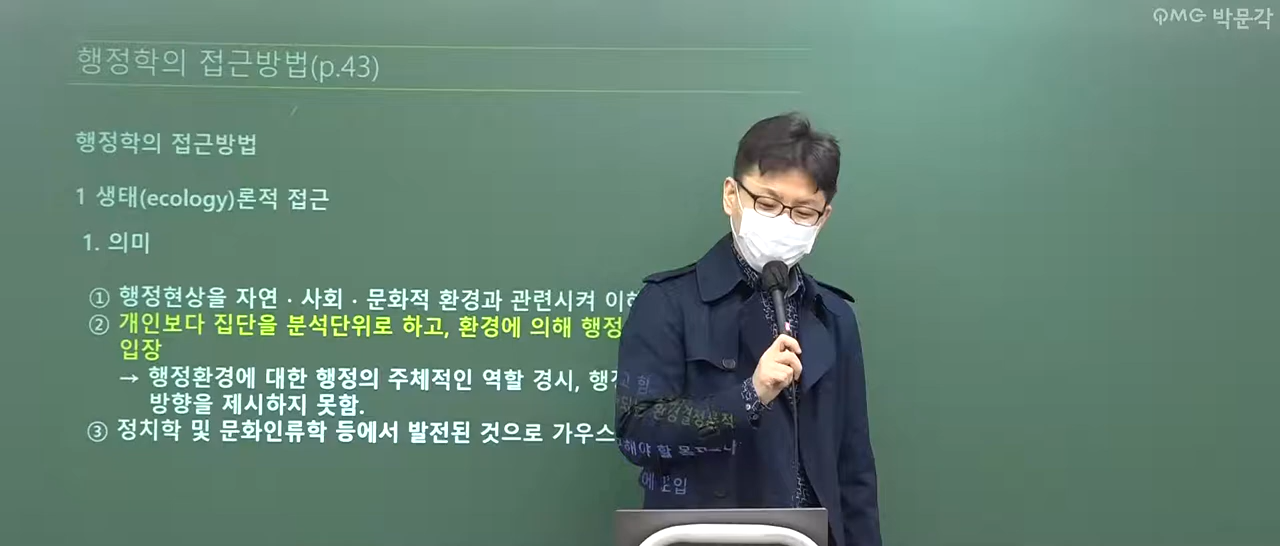 PMG 박문각
행정학의 접근방법(p.43)
행정학의 접근방법
1 생태(ecology)론적 접근
1. 의미
① 행정현상을 자연 · 사회 · 문화적 환경과 관련시켜
② 개인보다 집단을 분석단위로 하고, 환경에 의해 행정
입장
→ 행정환경에 대한 행정의 주체적인 역할 경시,
방향을 제시하지 못함.
③ 정치학 및 문화인류학 등에서 발전된 것으로 가우스